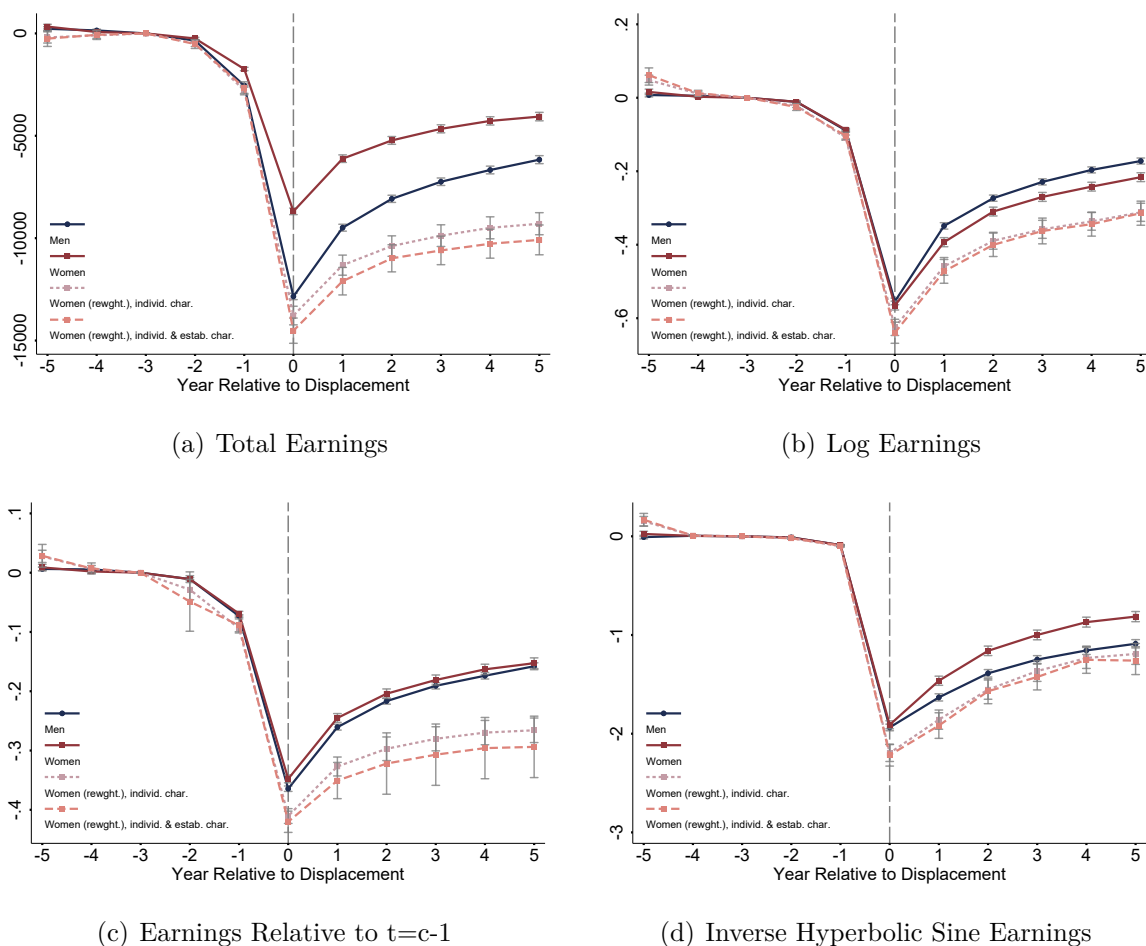 0
-5000
-10000
-15000
Men
Women
Women (rewght.), individ. char.
Women (rewght.), individ. & estab. char.
-5 -4 -3 -2 -1 0 1 2 3 4 5
Year Relative to Displacement
(a) Total Earnings
.2
0
-.2
-.4
-.6
Men
Women
Women (rewght.), individ. char.
Women (rewght.), individ. & estab. char.
-5 -4 -3 -2 -1 0 1 2 3 4 5
Year Relative to Displacement
(b) Log Earnings
.1
0
-.1
-.2
-.3
-.4
Men
Women
Women (rewght.), individ. char.
Women (rewght.), individ. & estab. char.
-5 -4 -3 -2 -1 0 1 2 3 4 5
Year Relative to Displacement
(c) Earnings Relative to t=c-1
0
-1
-2
-3
Men
Women
Women (rewght.), individ. char.
Women (rewght.), individ. & estab. char.
-5 -4 -3 -2 -1 0 1 2 3 4 5
Year Relative to Displacement
(d) Inverse Hyperbolic Sine Earnings